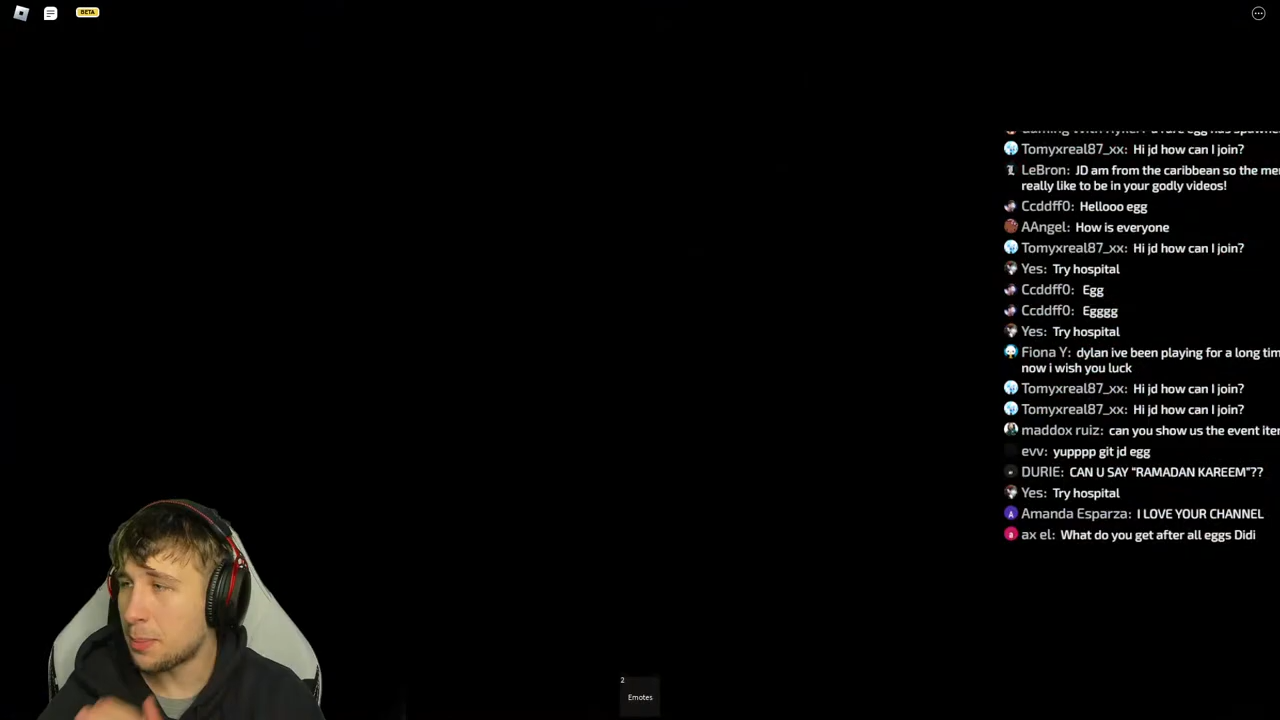 BETA
Tomyxreal87_xx: Hi jd how can I join?
LeBron: JD am from the caribbean so the
really like to be in your godly videos!
Ccddff0: Hellooo egg
AAngel: How is everyone
Tomyxreal87_xx: Hi jd how can I join?
Yes: Try hospital
Ccddff0: Egg
Ccddff0: Egggg
Yes: Try hospital
Fiona Y: dylan ive been playing for a long
now i wish you luck
Tomyxreal87_xx: Hi jd how can I join?
Tomyxreal87_xx: Hi jd how can I join?
maddox ruiz: can you show us the event
evv: yupppp git jd egg
DURIE: CAN U SAY "RAMADAN KAREEM"??
Yes: Try hospital
A Amanda Esparza: I LOVE YOUR CHANNEL
a ax el: What do you get after all eggs Didi
2
Emotes